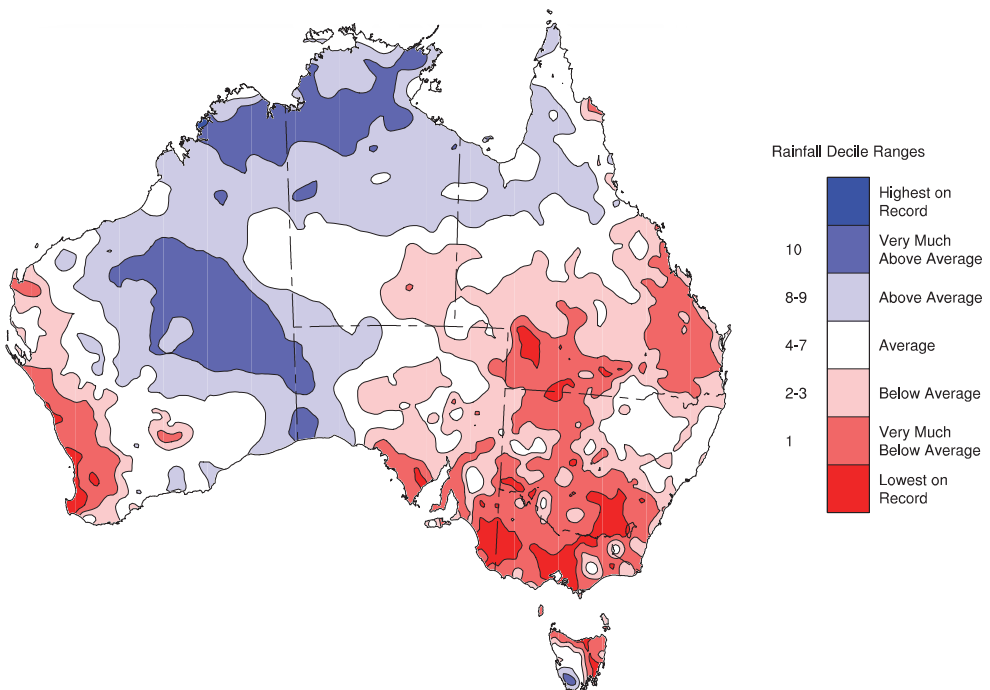 Rainfall Decile Ranges
Highest on
Record
10
Very Much
Above Average
8-9
Above Average
4-7
Average
2-3
Below Average
1
Very Much
Below Average
Lowest on
Record